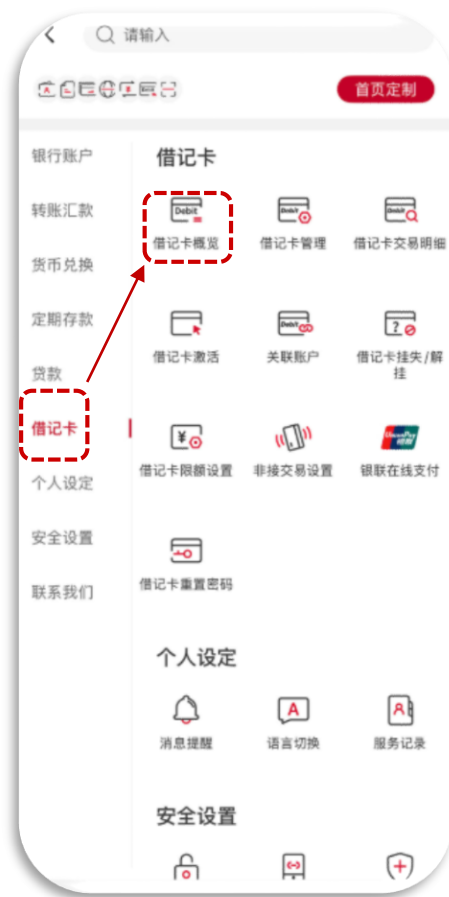 请输入
首页定制
银行账户
转账汇款
货币兑换
定期存款
贷款
借记卡
个人设定
安全设置
联系我们
借记卡
Debit
借记卡概览
Debit
借记卡管理
Debit
借记卡交易明细
借记卡激活
Debit
关联账户
?
借记卡挂失/解
挂
¥
借记卡限额设置
非接交易设置
UnionPay
银联
银联在线支付
借记卡重置密码
个人设定
消息提醒
A
语言切换
服务记录
安全设置